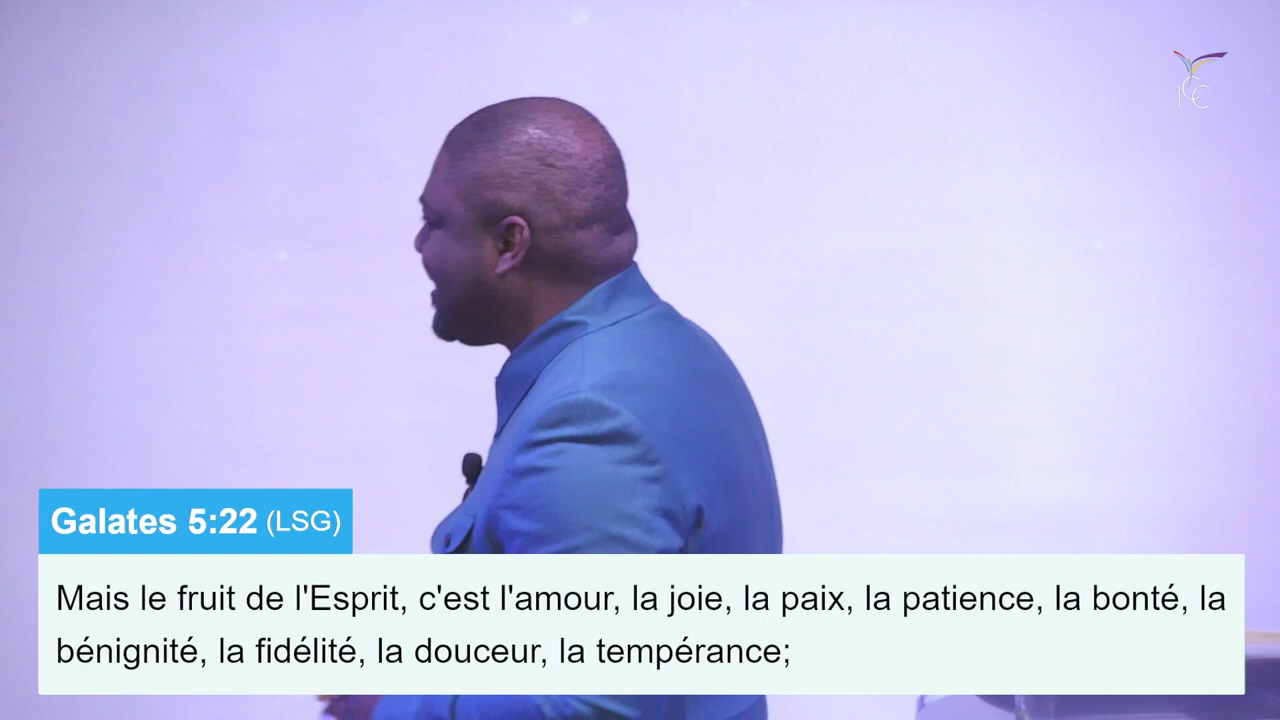 ICC
Galates 5:22 (LSG)
Mais le fruit de l'Esprit, c'est l'amour, la joie, la paix, la patience, la bonté, la
bénignité, la fidélité, la douceur, la tempérance;